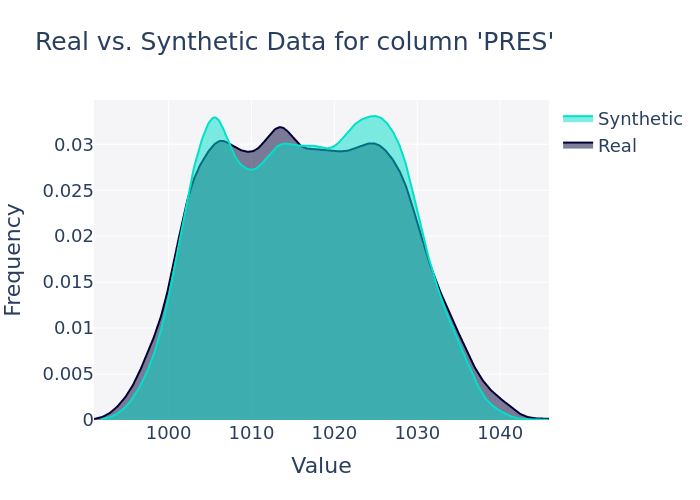 Real vs. Synthetic Data for column 'PRES'
Synthetic
Real
Frequency
0.03
0.025
0.02
0.015
0.01
0.005
0
1000 1010 1020 1030 1040
Value